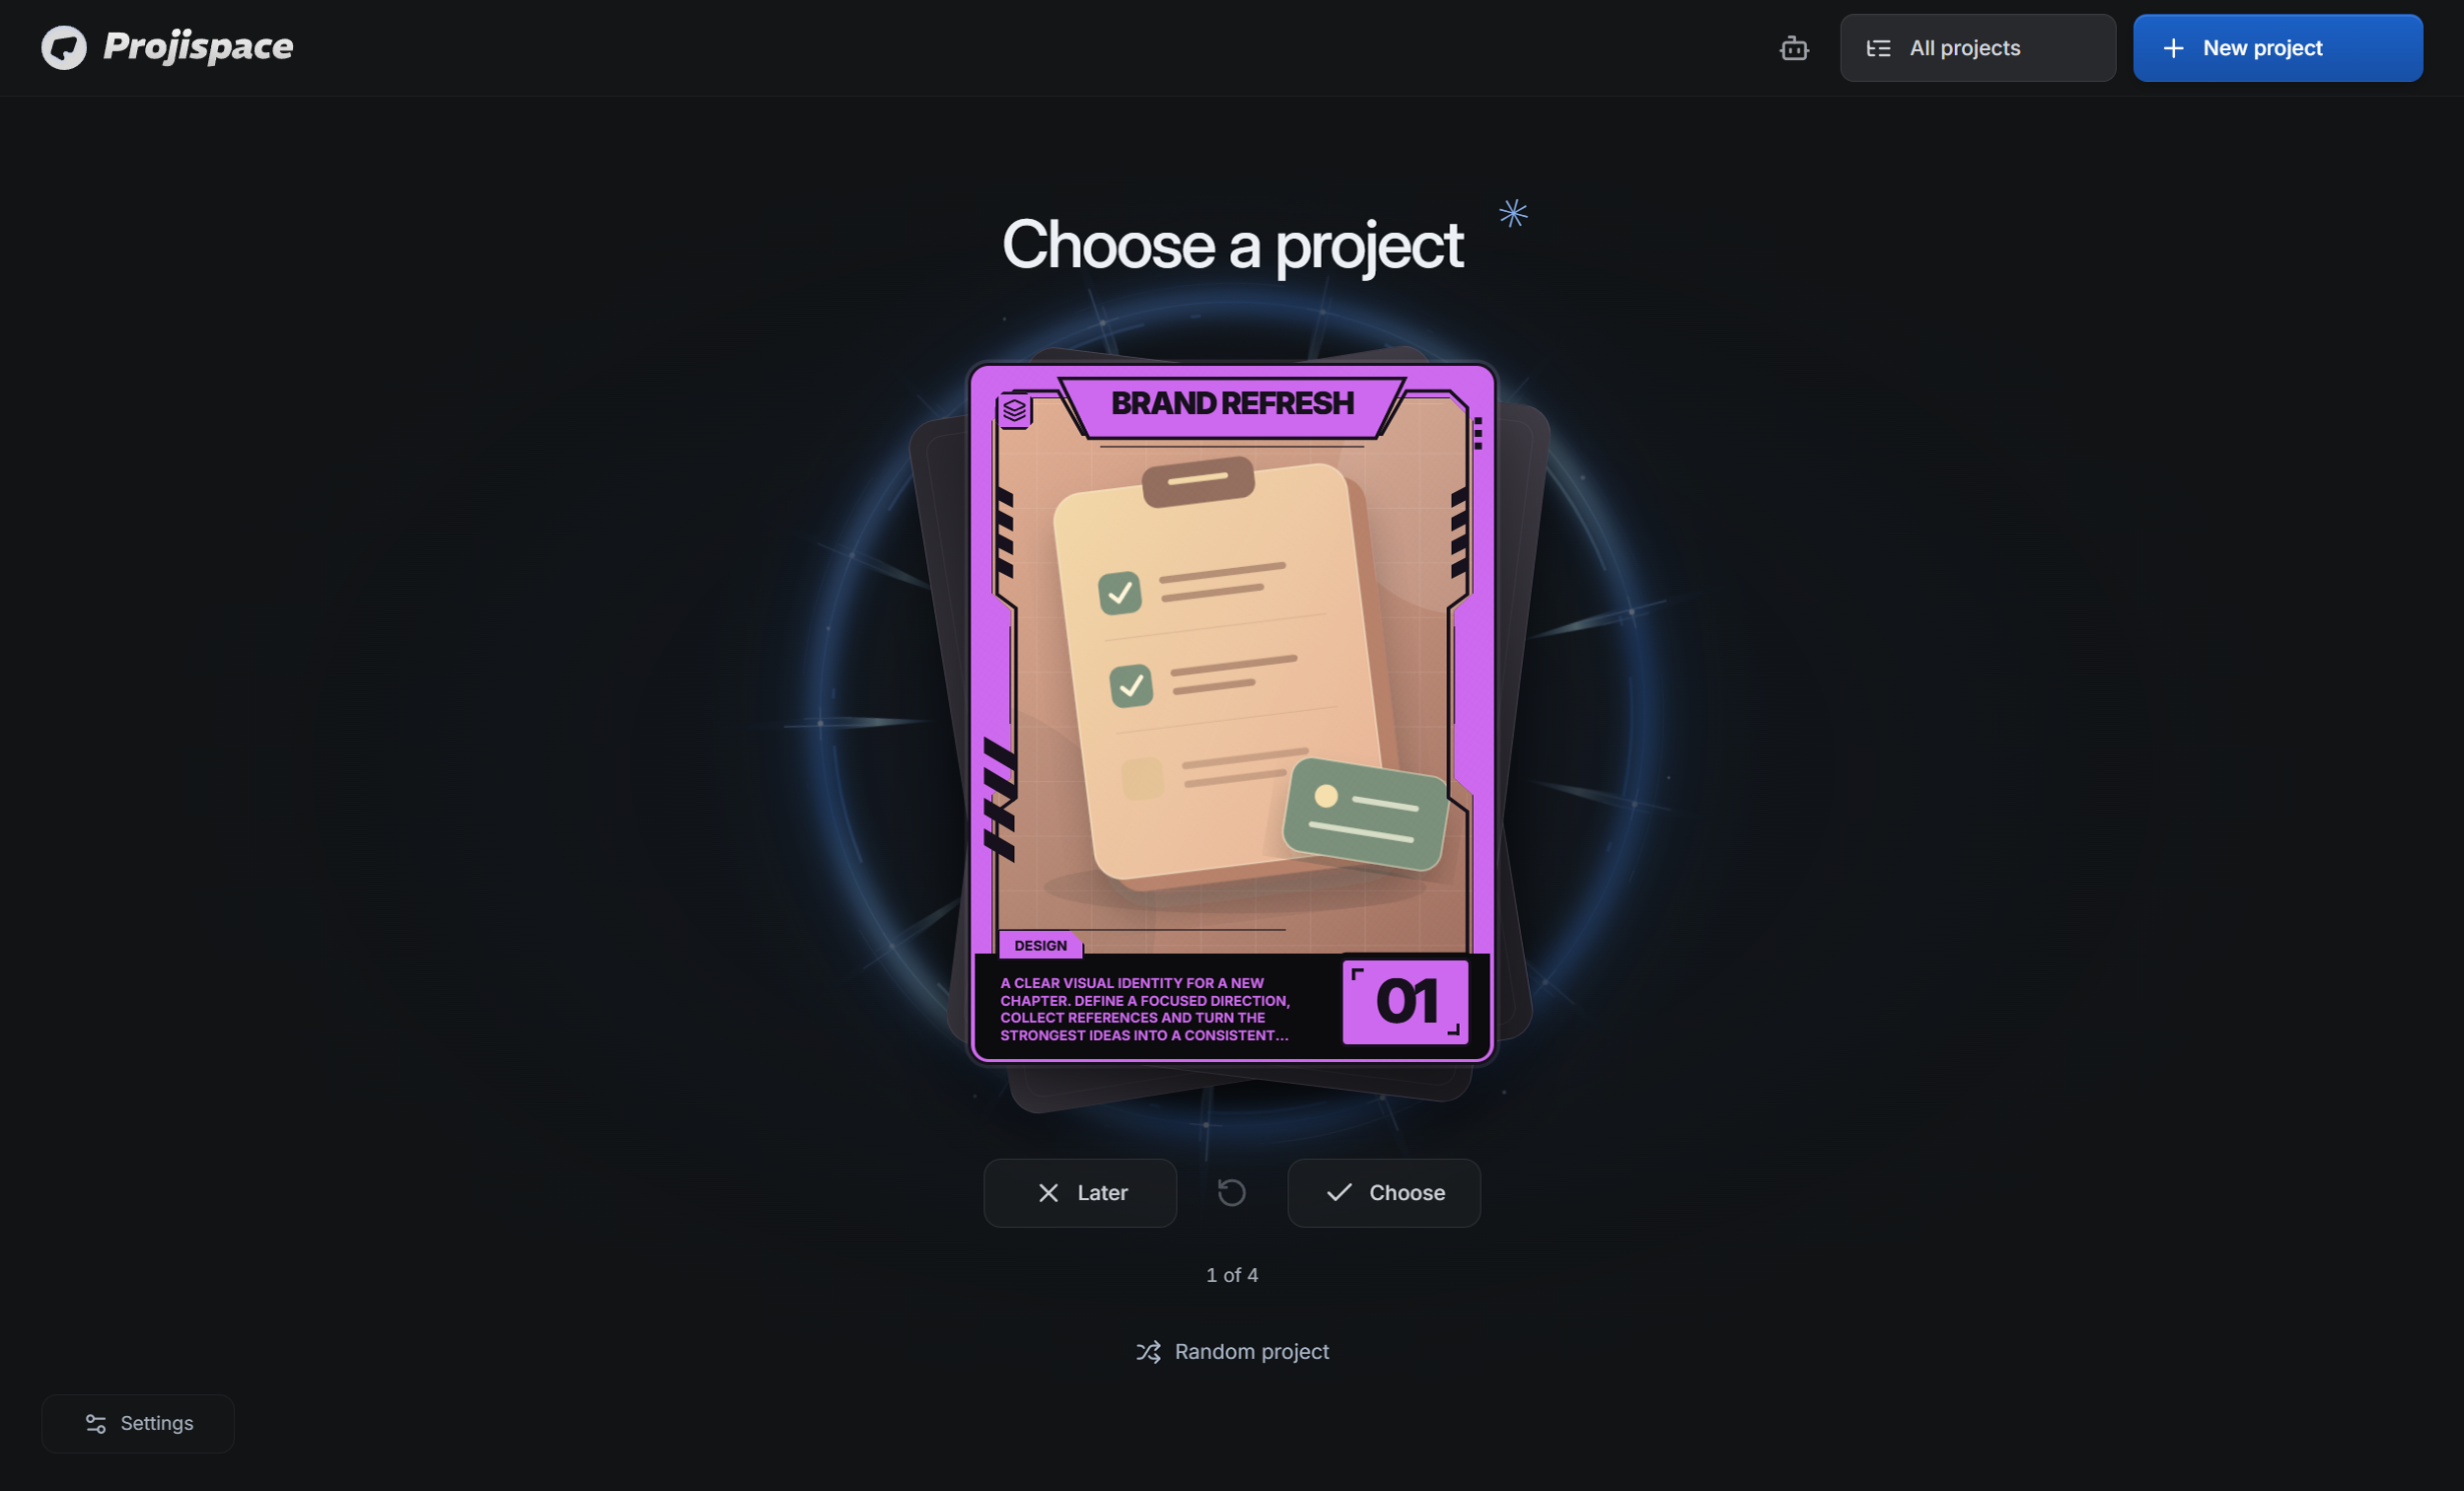 Projispace
All projects
New project
Choose a project
BRAND REFRESH
DESIGN
A CLEAR VISUAL IDENTITY FOR A NEW
CHAPTER. DEFINE A FOCUSED DIRECTION,
COLLECT REFERENCES AND TURN THE
STRONGEST IDEAS INTO A CONSISTENT...
01
Later
Choose
1 of 4
Random project
Settings